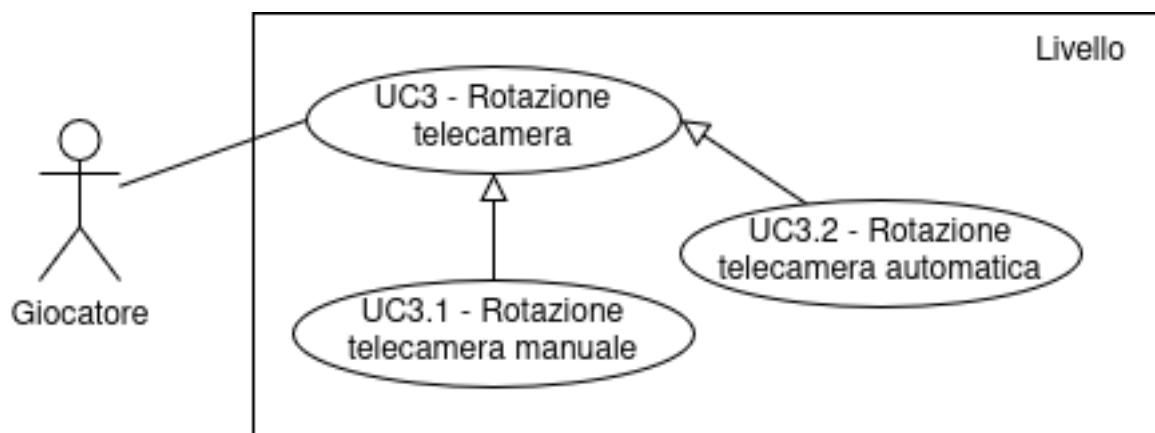 Livello
UC3 - Rotazione
telecamera
UC3.2 - Rotazione
telecamera automatica
Giocatore
UC3.1 - Rotazione
telecamera manuale